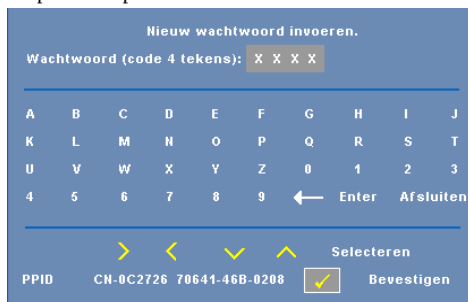 Nieuw wachtwoord invoeren.
Wachtwoord (code 4 tekens): X X X X
A B C D E F G H I J
K L M N O P Q R S T
U V W X Y Z 0 1 2 3
4 5 6 7 8 9 Enter Afsluiten
Selecteren
PPID CN-0C2726 70641-46B-0208 Bevestigen